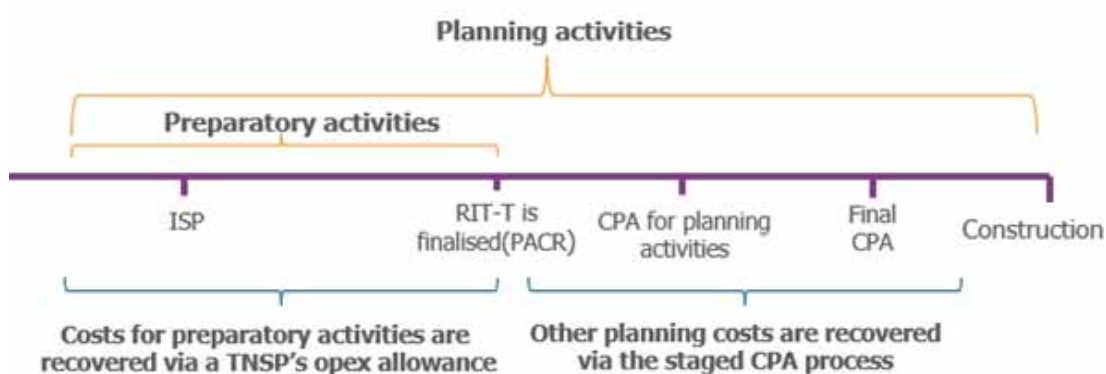 Planning activities
Preparatory activities
ISP
RIT-T is
finalised(PACR)
CPA for planning
activities
Final
CPA
Construction
Costs for preparatory activities are
recovered via a TNSP's opex allowance
Other planning costs are recovered
via the staged CPA process